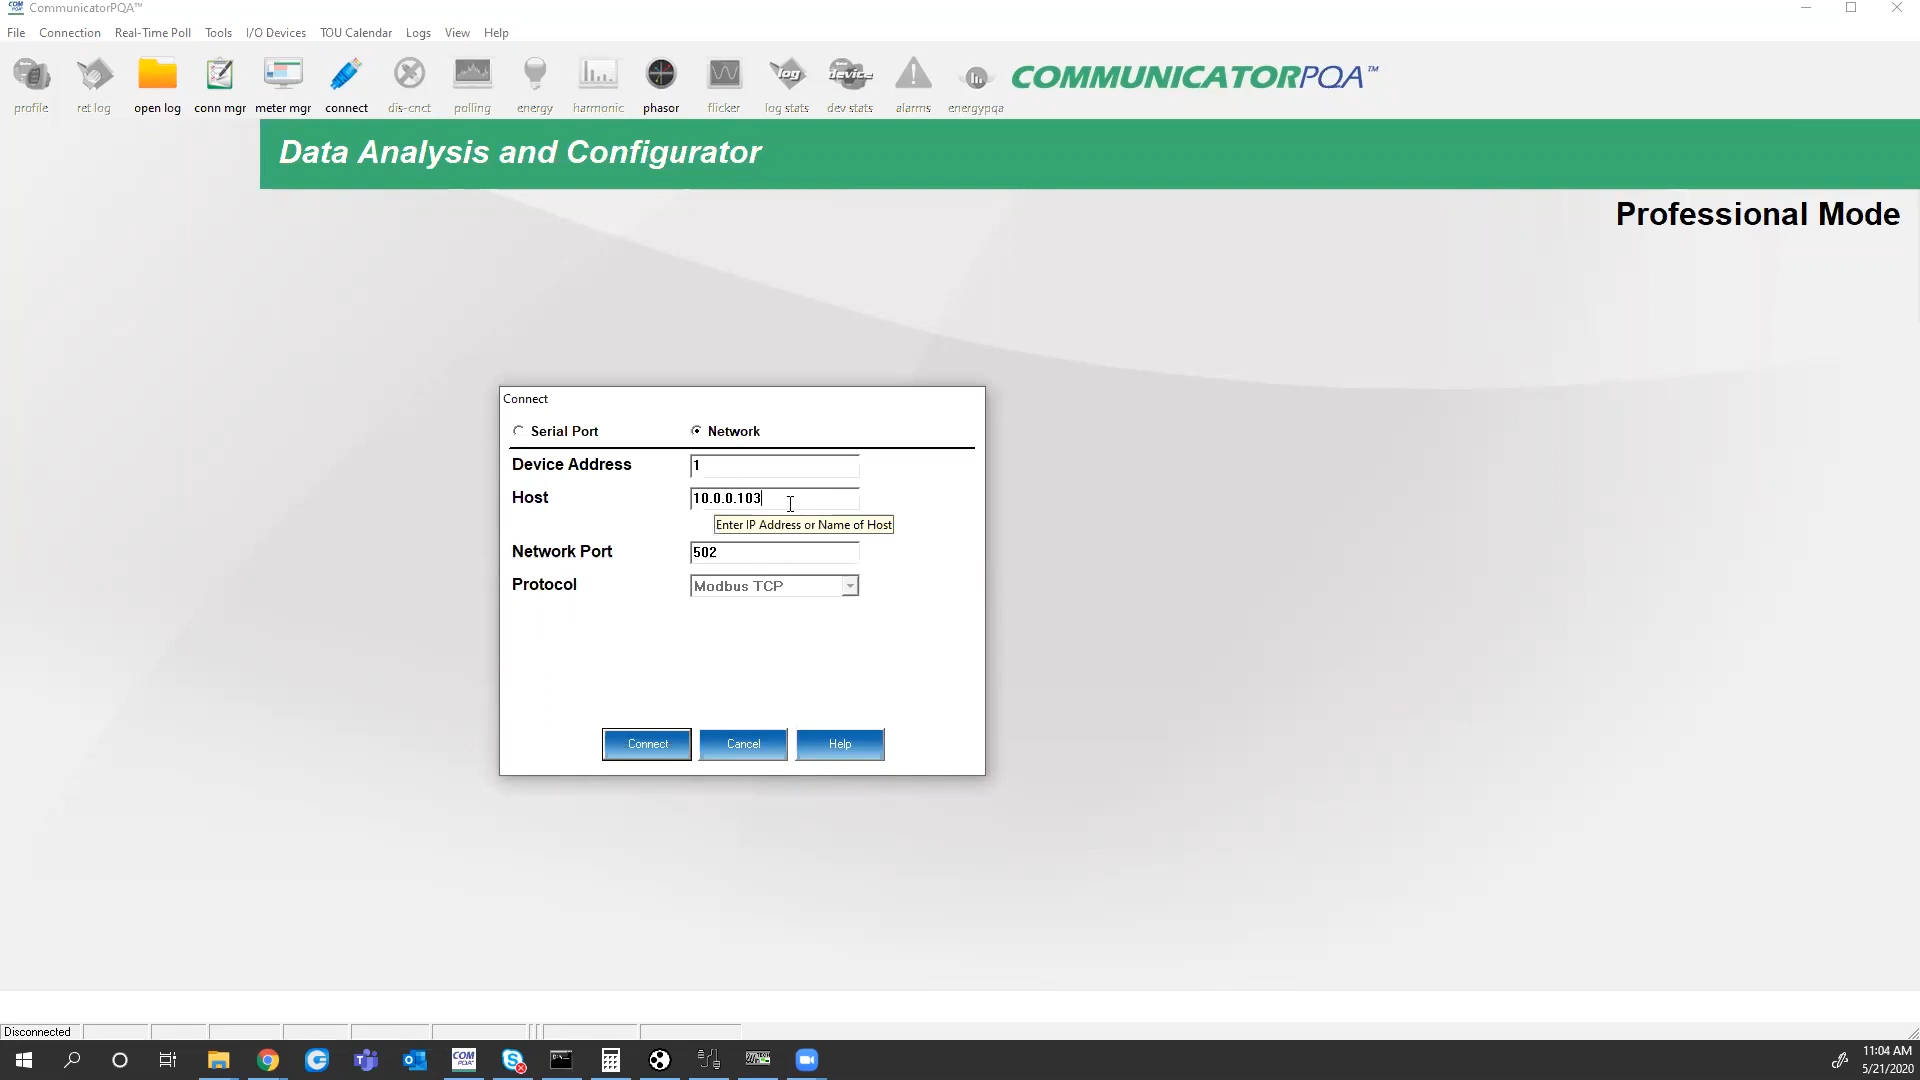 CommunicatorPQA™
File Connection Real-Time Poll Tools I/O Devices TOU Calendar Logs View Help
profile ret log open log conn mgr meter mgr connect dis-cnct polling energy harmonic phasor flicker log stats dev stats alarms energypqa
log device
COMMUNICATORPQA™
Data Analysis and Configurator
Professional Mode
Connect
Serial Port Network
Device Address 1
Host 10.0.0.103
Enter IP Address or Name of Host
Network Port 502
Protocol Modbus TCP
Connect Cancel Help
Disconnected
COM PQA
11:04 AM
5/21/2020